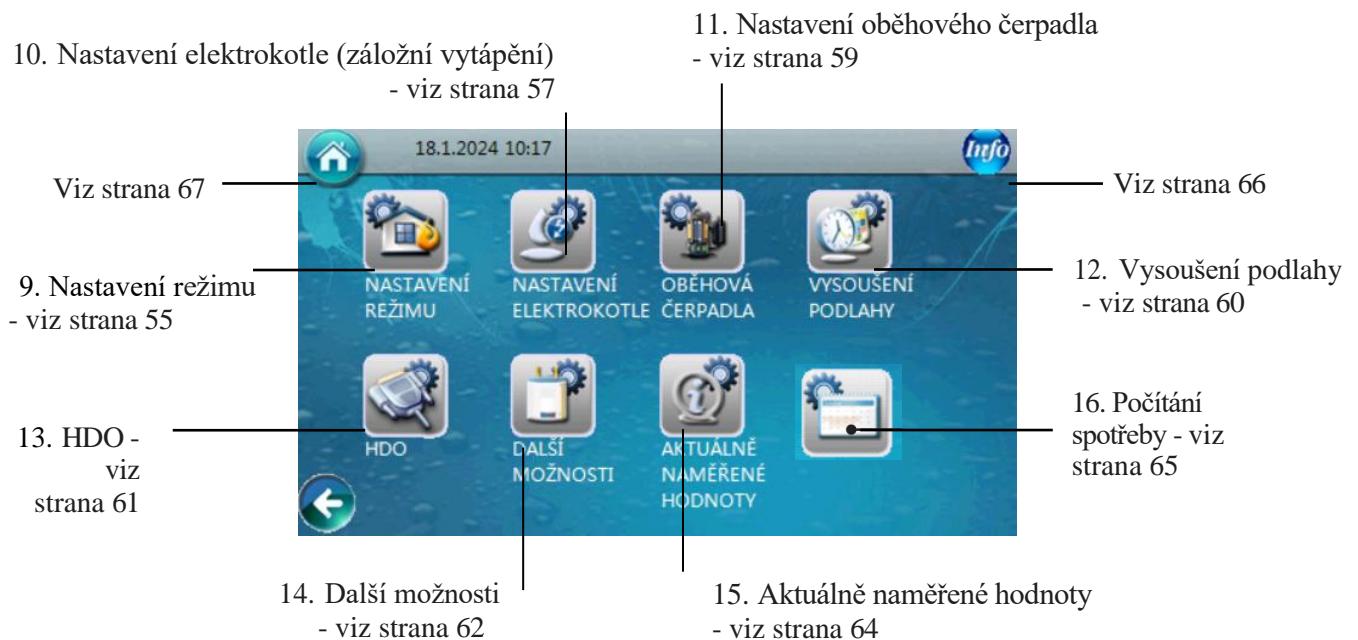 11. Nastavení oběhového čerpadla
- viz strana 59
10. Nastavení elektrokotle (záložní vytápění)
- viz strana 57
18.1.2024 10:17
Info
Viz strana 67
Viz strana 66
9. Nastavení režimu
- viz strana 55
NASTAVENÍ
REŽIMU
NASTAVENÍ
ELEKTROKOTLE
OBĚHOVÁ
ČERPADLA
VYSOUŠENÍ
PODLAHY
12. Vysoušení podlahy
- viz strana 60
13. HDO -
viz
strana 61
HDO
DALŠÍ
MOŽNOSTI
AKTUÁLNĚ
NAMĚŘENÉ
HODNOTY
16. Počítání
spotřeby - viz
strana 65
14. Další možnosti
- viz strana 62
15. Aktuálně naměřené hodnoty
- viz strana 64